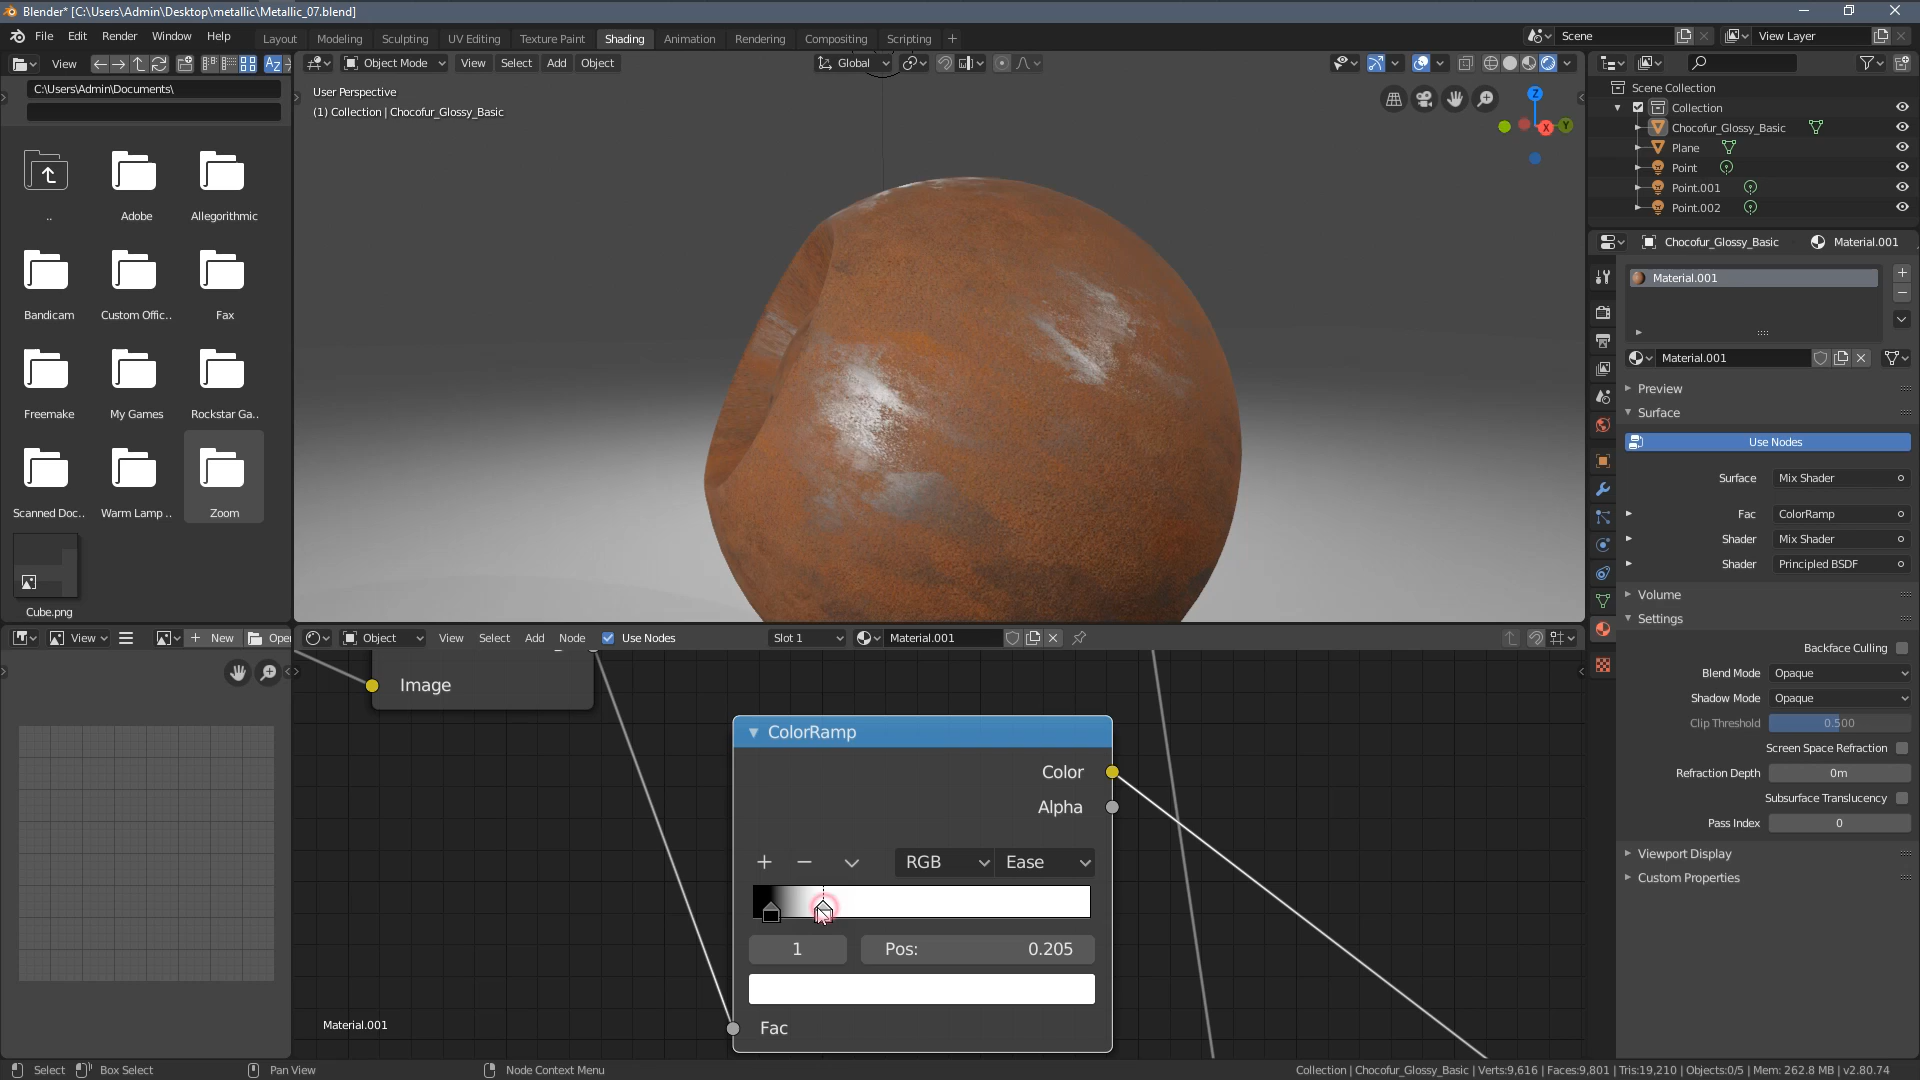 Blender* [C:\Users\Admin\Desktop\metallic\Metallic_07.blend]
File Edit Render Window Help Layout Modeling Sculpting UV Editing Texture Paint Shading Animation Rendering Compositing Scripting + Scene View Layer
View
C:\Users\Admin\Documents\
..
Adobe
Allegorithmic
Bandicam
Custom Offic..
Fax
Freemake
My Games
Rockstar Ga..
Scanned Doc..
Warm Lamp ..
Zoom
Cube.png
Object Mode View Select Add Object Global
User Perspective
(1) Collection | Chocofur_Glossy_Basic
Z
X
Y
Scene Collection
Collection
Chocofur_Glossy_Basic
Plane
Point
Point.001
Point.002
Chocofur_Glossy_Basic Material.001
Material.001
Material.001
Preview
Surface
Use Nodes
Surface Mix Shader
Fac ColorRamp
Shader Mix Shader
Shader Principled BSDF
Volume
Settings
Backface Culling
Blend Mode Opaque
Shadow Mode Opaque
Clip Threshold 0.500
Screen Space Refraction
Refraction Depth 0m
Subsurface Translucency
Pass Index 0
Viewport Display
Custom Properties
View + New Open
Object View Select Add Node Use Nodes Slot 1 Material.001
Image
ColorRamp
Color
Alpha
+ − RGB Ease
1 Pos: 0.205
Fac
Material.001
Select Box Select Pan View Node Context Menu Collection | Chocofur_Glossy_Basic | Verts:9,616 | Faces:9,801 | Tris:19,210 | Objects:0/5 | Mem: 262.8 MB | v2.80.74